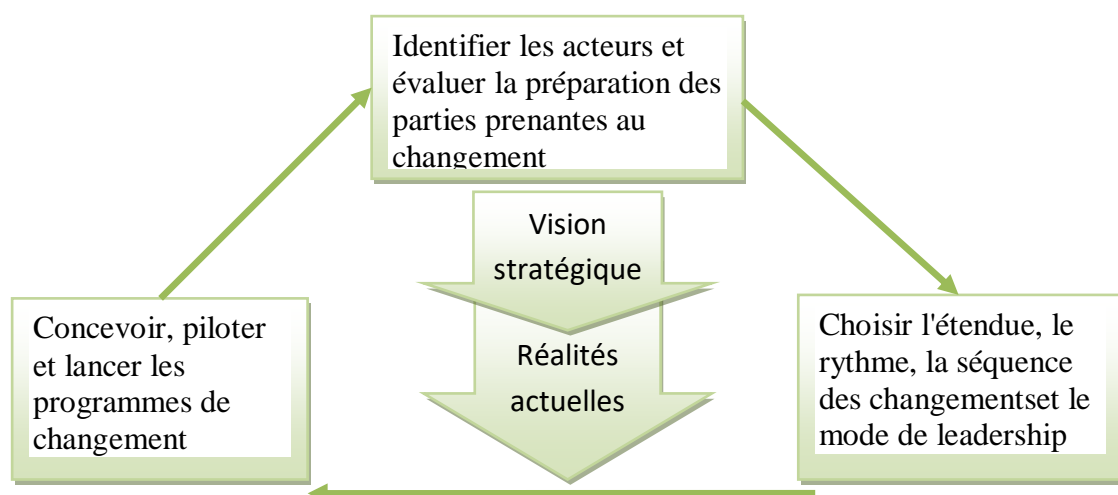 Identifier les acteurs et
évaluer la préparation des
parties prenantes au
changement
Vision
stratégique
Réalités
actuelles
Concevoir, piloter
et lancer les
programmes de
changement
Choisir l'étendue, le
rythme, la séquence
des changementset le
mode de leadership